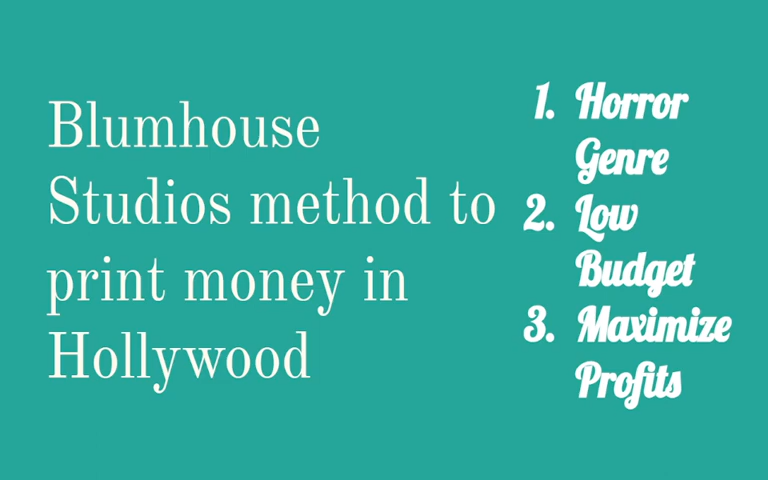 Blumhouse
Studios method to
print money in
Hollywood
1. Horror
Genre
2. Low
Budget
3. Maximize
Profits